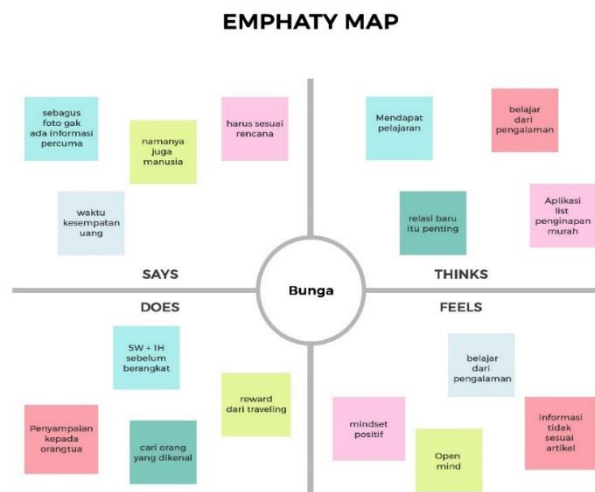 EMPHATY MAP
sebagus
foto gak
ada informasi
percuma
namanya
juga
manusia
harus sesuai
rencana
waktu
kesempatan
uang
SAYS
Mendapat
pelajaran
belajar
dari
pengalaman
relasi baru
itu penting
Aplikasi
list
penginapan
murah
THINKS
Bunga
DOES
5W + 1H
sebelum
berangkat
reward
dari traveling
Penyampaian
kepada
orangtua
cari orang
yang dikenal
FEELS
belajar
dari
pengalaman
mindset
positif
Open
mind
informasi
tidak
sesuai
artikel